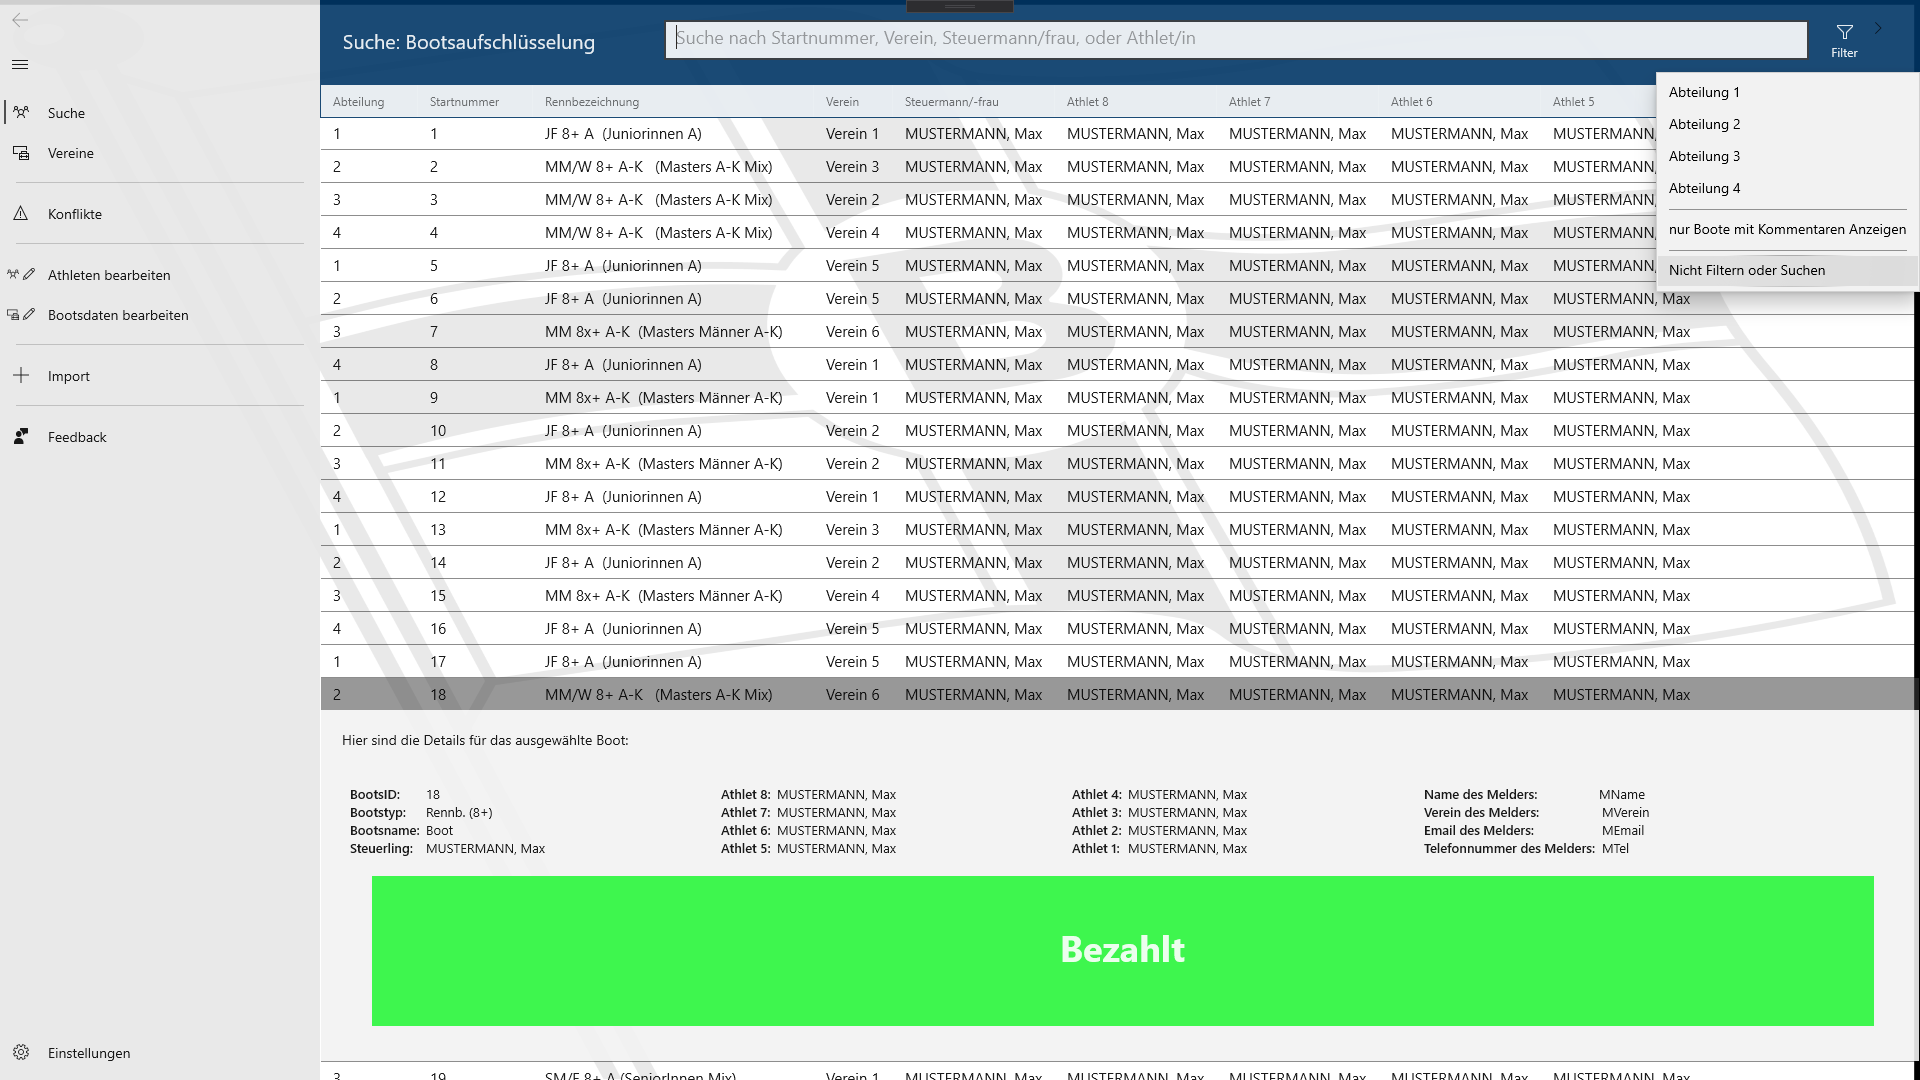 Suche
Vereine
Konflikte
Athleten bearbeiten
Bootsdaten bearbeiten
Import
Feedback
Einstellungen
Suche: Bootsaufschlüsselung
Suche nach Startnummer, Verein, Steuermann/frau, oder Athlet/in
Filter
Abteilung 1
Abteilung 2
Abteilung 3
Abteilung 4
nur Boote mit Kommentaren Anzeigen
Nicht Filtern oder Suchen
Abteilung Startnummer Rennbezeichnung Verein Steuermann/-frau Athlet 8 Athlet 7 Athlet 6 Athlet 5
1 1 JF 8+ A (Juniorinnen A) Verein 1 MUSTERMANN, Max MUSTERMANN, Max MUSTERMANN, Max MUSTERMANN, Max MUSTERMANN,
2 2 MM/W 8+ A-K (Masters A-K Mix) Verein 3 MUSTERMANN, Max MUSTERMANN, Max MUSTERMANN, Max MUSTERMANN, Max MUSTERMANN,
3 3 MM/W 8+ A-K (Masters A-K Mix) Verein 2 MUSTERMANN, Max MUSTERMANN, Max MUSTERMANN, Max MUSTERMANN, Max MUSTERMANN,
4 4 MM/W 8+ A-K (Masters A-K Mix) Verein 4 MUSTERMANN, Max MUSTERMANN, Max MUSTERMANN, Max MUSTERMANN, Max MUSTERMANN,
1 5 JF 8+ A (Juniorinnen A) Verein 5 MUSTERMANN, Max MUSTERMANN, Max MUSTERMANN, Max MUSTERMANN, Max MUSTERMANN,
2 6 JF 8+ A (Juniorinnen A) Verein 5 MUSTERMANN, Max MUSTERMANN, Max MUSTERMANN, Max MUSTERMANN, Max MUSTERMANN, Max
3 7 MM 8x+ A-K (Masters Männer A-K) Verein 6 MUSTERMANN, Max MUSTERMANN, Max MUSTERMANN, Max MUSTERMANN, Max MUSTERMANN, Max
4 8 JF 8+ A (Juniorinnen A) Verein 1 MUSTERMANN, Max MUSTERMANN, Max MUSTERMANN, Max MUSTERMANN, Max MUSTERMANN, Max
1 9 MM 8x+ A-K (Masters Männer A-K) Verein 1 MUSTERMANN, Max MUSTERMANN, Max MUSTERMANN, Max MUSTERMANN, Max MUSTERMANN, Max
2 10 JF 8+ A (Juniorinnen A) Verein 2 MUSTERMANN, Max MUSTERMANN, Max MUSTERMANN, Max MUSTERMANN, Max MUSTERMANN, Max
3 11 MM 8x+ A-K (Masters Männer A-K) Verein 2 MUSTERMANN, Max MUSTERMANN, Max MUSTERMANN, Max MUSTERMANN, Max MUSTERMANN, Max
4 12 JF 8+ A (Juniorinnen A) Verein 1 MUSTERMANN, Max MUSTERMANN, Max MUSTERMANN, Max MUSTERMANN, Max MUSTERMANN, Max
1 13 MM 8x+ A-K (Masters Männer A-K) Verein 3 MUSTERMANN, Max MUSTERMANN, Max MUSTERMANN, Max MUSTERMANN, Max MUSTERMANN, Max
2 14 JF 8+ A (Juniorinnen A) Verein 2 MUSTERMANN, Max MUSTERMANN, Max MUSTERMANN, Max MUSTERMANN, Max MUSTERMANN, Max
3 15 MM 8x+ A-K (Masters Männer A-K) Verein 4 MUSTERMANN, Max MUSTERMANN, Max MUSTERMANN, Max MUSTERMANN, Max MUSTERMANN, Max
4 16 JF 8+ A (Juniorinnen A) Verein 5 MUSTERMANN, Max MUSTERMANN, Max MUSTERMANN, Max MUSTERMANN, Max MUSTERMANN, Max
1 17 JF 8+ A (Juniorinnen A) Verein 5 MUSTERMANN, Max MUSTERMANN, Max MUSTERMANN, Max MUSTERMANN, Max MUSTERMANN, Max
2 18 MM/W 8+ A-K (Masters A-K Mix) Verein 6 MUSTERMANN, Max MUSTERMANN, Max MUSTERMANN, Max MUSTERMANN, Max MUSTERMANN, Max
Hier sind die Details für das ausgewählte Boot:
BootsID: 18 Athlet 8: MUSTERMANN, Max Athlet 4: MUSTERMANN, Max Name des Melders: MName
Bootstyp: Rennb. (8+) Athlet 7: MUSTERMANN, Max Athlet 3: MUSTERMANN, Max Verein des Melders: MVerein
Bootsname: Boot Athlet 6: MUSTERMANN, Max Athlet 2: MUSTERMANN, Max Email des Melders: MEmail
Steuerling: MUSTERMANN, Max Athlet 5: MUSTERMANN, Max Athlet 1: MUSTERMANN, Max Telefonnummer des Melders: MTel
Bezahlt
3 19 SM/F 8+ A (SeniorInnen Mix) Verein 1 MUSTERMANN, Max MUSTERMANN, Max MUSTERMANN, Max MUSTERMANN, Max MUSTERMANN, Max